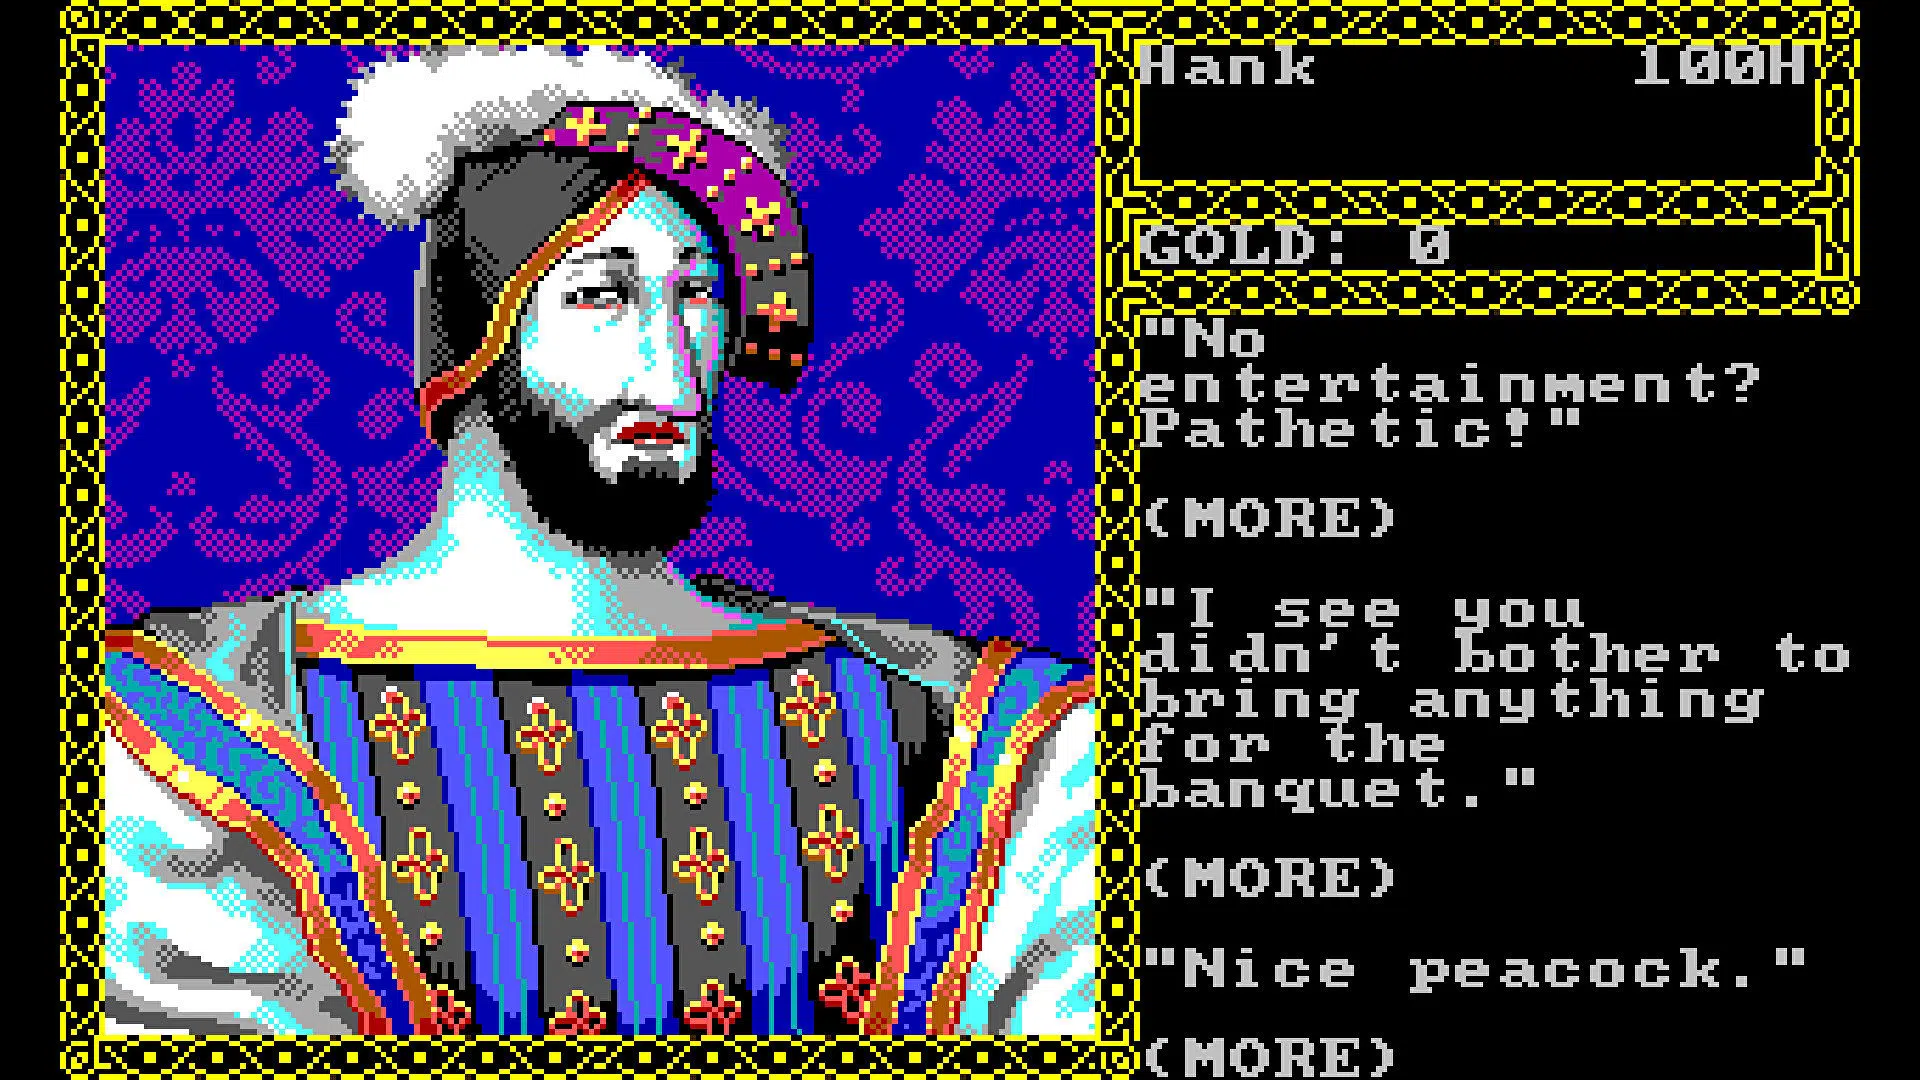 Hank 100H
GOLD: 0
"No
entertainment?
Pathetic!"
(MORE)
"I see you
didn't bother to
bring anything
for the
banquet."
(MORE)
"Nice peacock."
(MORE)